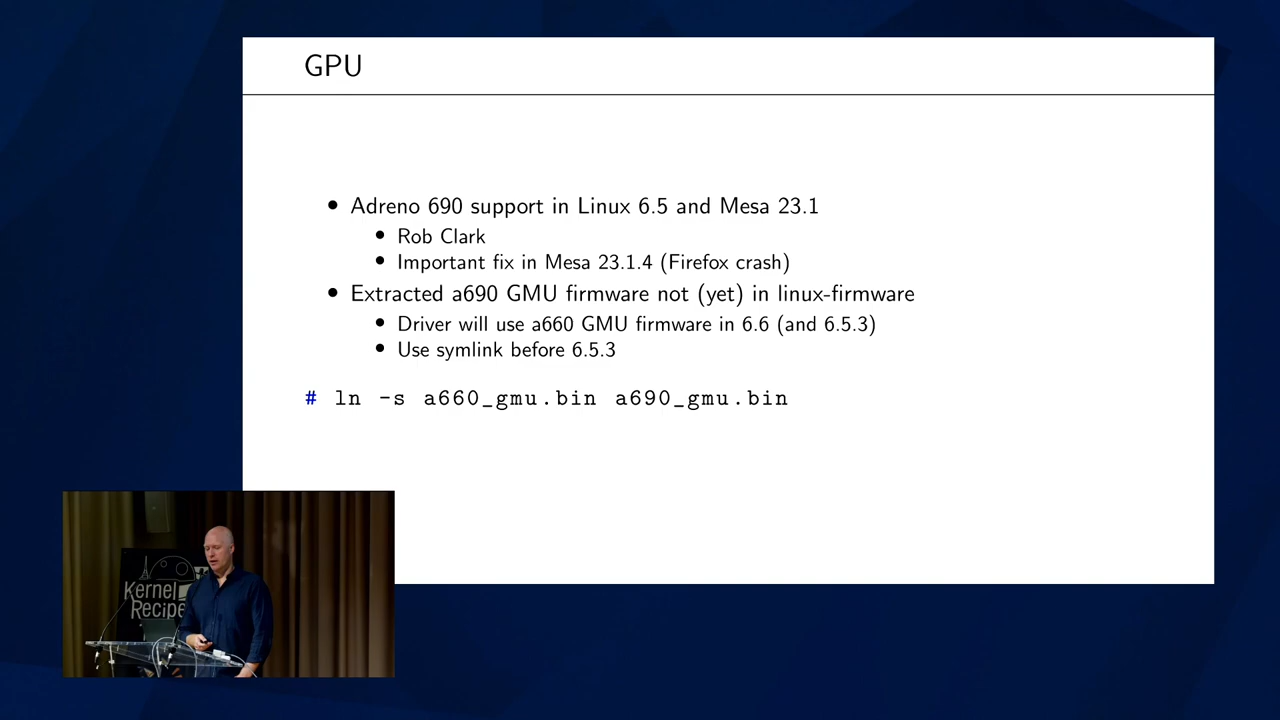 GPU
• Adreno 690 support in Linux 6.5 and Mesa 23.1
• Rob Clark
• Important fix in Mesa 23.1.4 (Firefox crash)
• Extracted a690 GMU firmware not (yet) in linux-firmware
• Driver will use a660 GMU firmware in 6.6 (and 6.5.3)
• Use symlink before 6.5.3
# ln -s a660_gmu.bin a690_gmu.bin
Kernel
Recipe